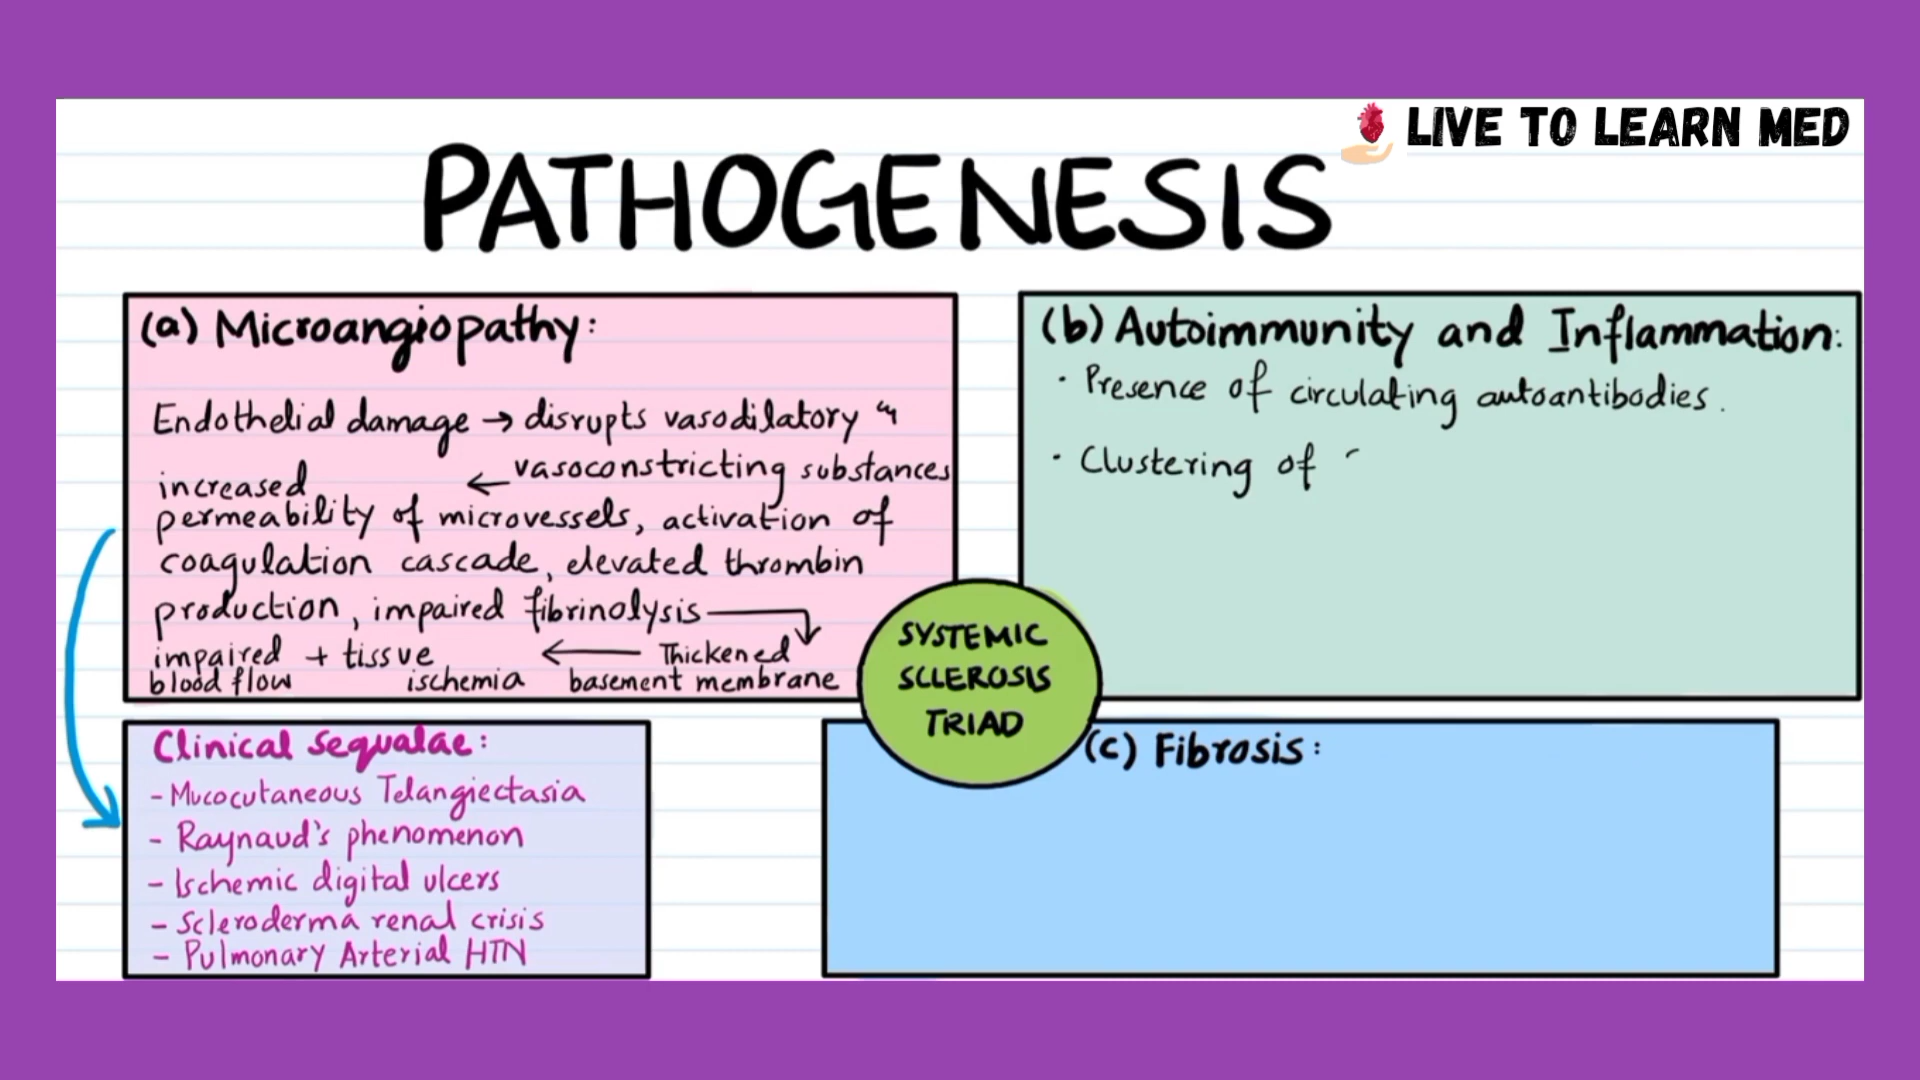 LIVE TO LEARN MED
PATHOGENESIS
(a) Microangiopathy:
Endothelial damage → disrupts vasodilatory
← vasoconstricting substances
increased
permeability of microvessels, activation of
coagulation cascade, elevated thrombin
production, impaired fibrinolysis
impaired + tissue ← Thickened
blood flow ischemia basement membrane
Clinical Sequalae:
- Mucocutaneous Telangiectasia
- Raynaud's phenomenon
- Ischemic digital ulcers
- Scleroderma renal crisis
- Pulmonary Arterial HTN
(b) Autoimmunity and Inflammation:
· Presence of circulating autoantibodies.
· Clustering of
SYSTEMIC
SCLEROSIS
TRIAD
(c) Fibrosis: